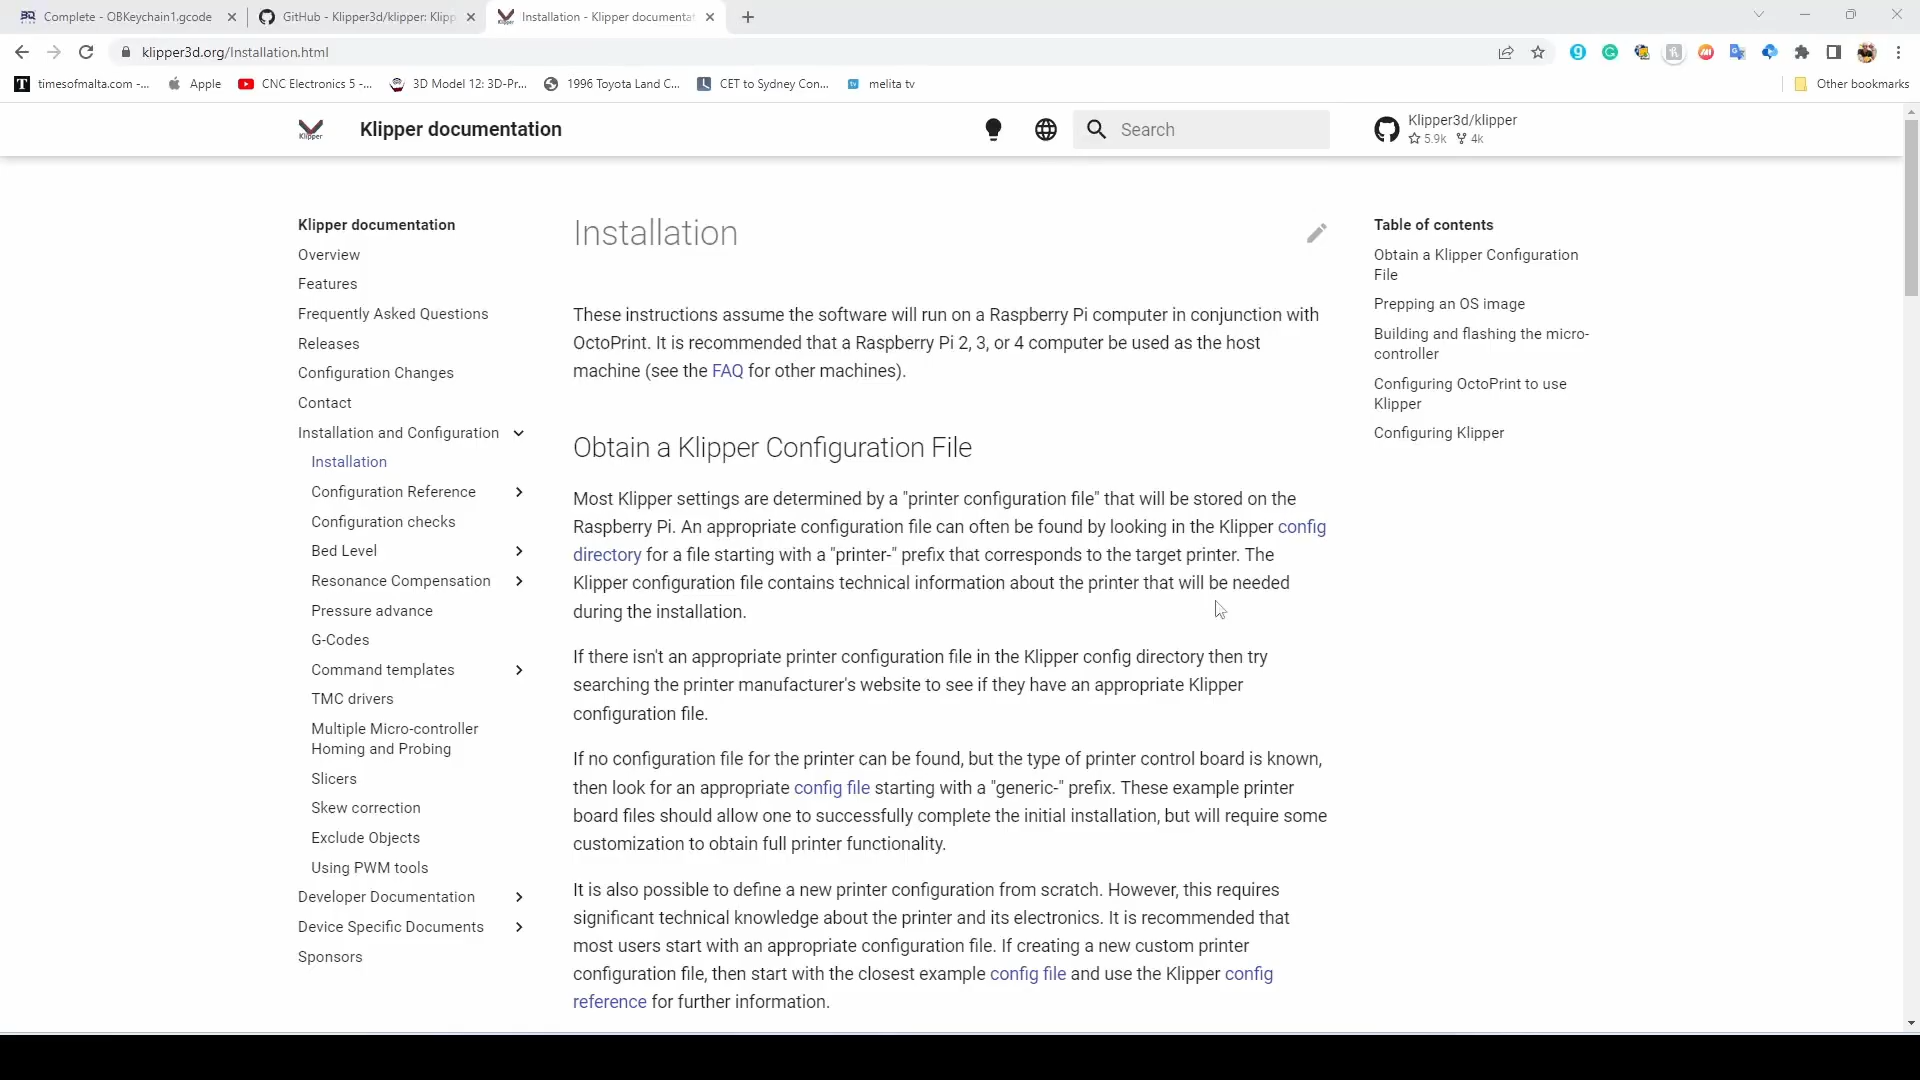 Complete - OBKeychain1.gcode
GitHub - Klipper3d/klipper: Klipp
Installation - Klipper documentat
klipper3d.org/Installation.html
timesofmalta.com -...
Apple
CNC Electronics 5 -...
3D Model 12: 3D-Pr...
1996 Toyota Land C...
CET to Sydney Con...
melita tv
Other bookmarks
Klipper
Klipper documentation
Search
Klipper3d/klipper
5.9k 4k
Klipper documentation
Overview
Features
Frequently Asked Questions
Releases
Configuration Changes
Contact
Installation and Configuration
Installation
Configuration Reference
Configuration checks
Bed Level
Resonance Compensation
Pressure advance
G-Codes
Command templates
TMC drivers
Multiple Micro-controller
Homing and Probing
Slicers
Skew correction
Exclude Objects
Using PWM tools
Developer Documentation
Device Specific Documents
Sponsors
Installation
These instructions assume the software will run on a Raspberry Pi computer in conjunction with
OctoPrint. It is recommended that a Raspberry Pi 2, 3, or 4 computer be used as the host
machine (see the FAQ for other machines).
Obtain a Klipper Configuration File
Most Klipper settings are determined by a "printer configuration file" that will be stored on the
Raspberry Pi. An appropriate configuration file can often be found by looking in the Klipper config
directory for a file starting with a "printer-" prefix that corresponds to the target printer. The
Klipper configuration file contains technical information about the printer that will be needed
during the installation.
If there isn't an appropriate printer configuration file in the Klipper config directory then try
searching the printer manufacturer's website to see if they have an appropriate Klipper
configuration file.
If no configuration file for the printer can be found, but the type of printer control board is known,
then look for an appropriate config file starting with a "generic-" prefix. These example printer
board files should allow one to successfully complete the initial installation, but will require some
customization to obtain full printer functionality.
It is also possible to define a new printer configuration from scratch. However, this requires
significant technical knowledge about the printer and its electronics. It is recommended that
most users start with an appropriate configuration file. If creating a new custom printer
configuration file, then start with the closest example config file and use the Klipper config
reference for further information.
Table of contents
Obtain a Klipper Configuration
File
Prepping an OS image
Building and flashing the micro-
controller
Configuring OctoPrint to use
Klipper
Configuring Klipper